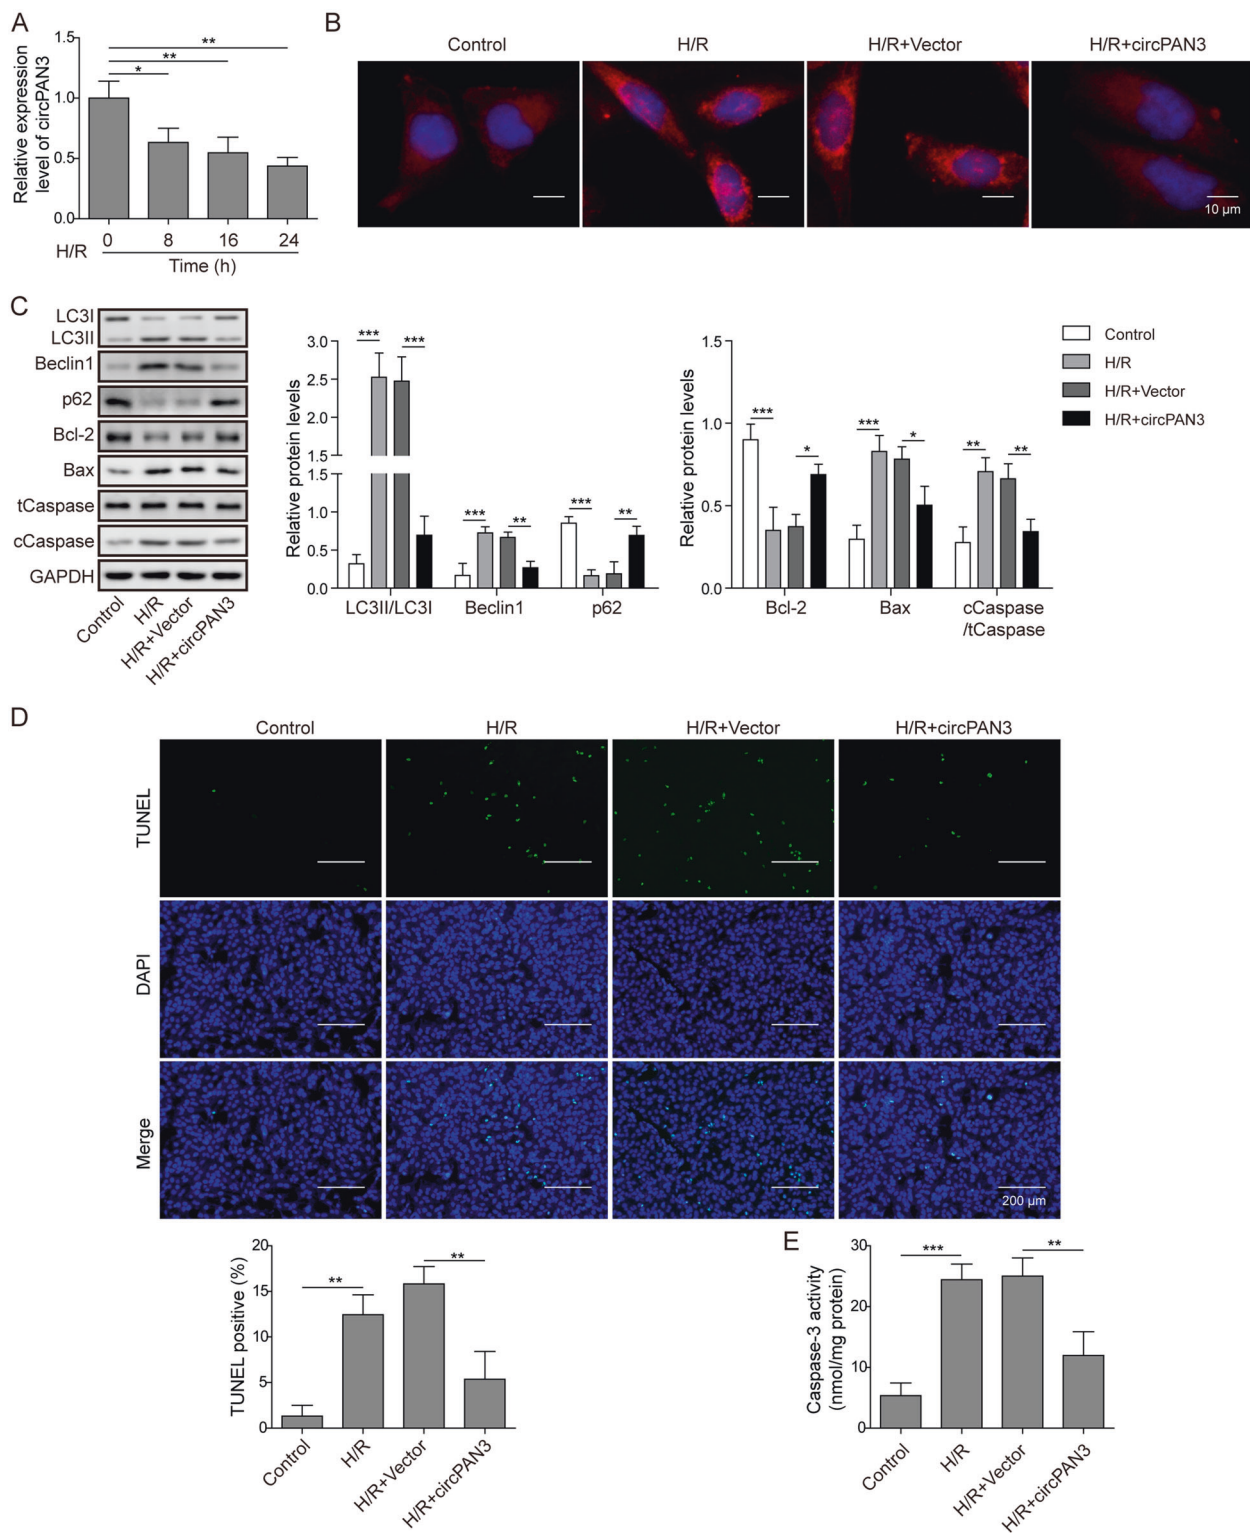 A
Relative expression
level of circPAN3
1.5
1.0
0.5
0.0
*
**
**
H/R
0 8 16 24
Time (h)
B
Control H/R H/R+Vector H/R+circPAN3
10 µm
C
LC3I
LC3II
Beclin1
p62
Bcl-2
Bax
tCaspase
cCaspase
GAPDH
Control
H/R
H/R+Vector
H/R+circPAN3
Relative protein levels
3.0
2.5
2.0
1.5
1.5
1.0
0.5
0.0
*** ***
*** **
*** **
LC3II/LC3I Beclin1 p62
Relative protein levels
1.5
1.0
0.5
0.0
*** *
*** *
** **
Bcl-2 Bax cCaspase
/tCaspase
Control
H/R
H/R+Vector
H/R+circPAN3
D
Control H/R H/R+Vector H/R+circPAN3
TUNEL
DAPI
Merge
200 µm
TUNEL positive (%)
20
15
10
5
0
** **
Control
H/R
H/R+Vector
H/R+circPAN3
E
Caspase-3 activity
(nmol/mg protein)
30
20
10
0
*** **
Control
H/R
H/R+Vector
H/R+circPAN3